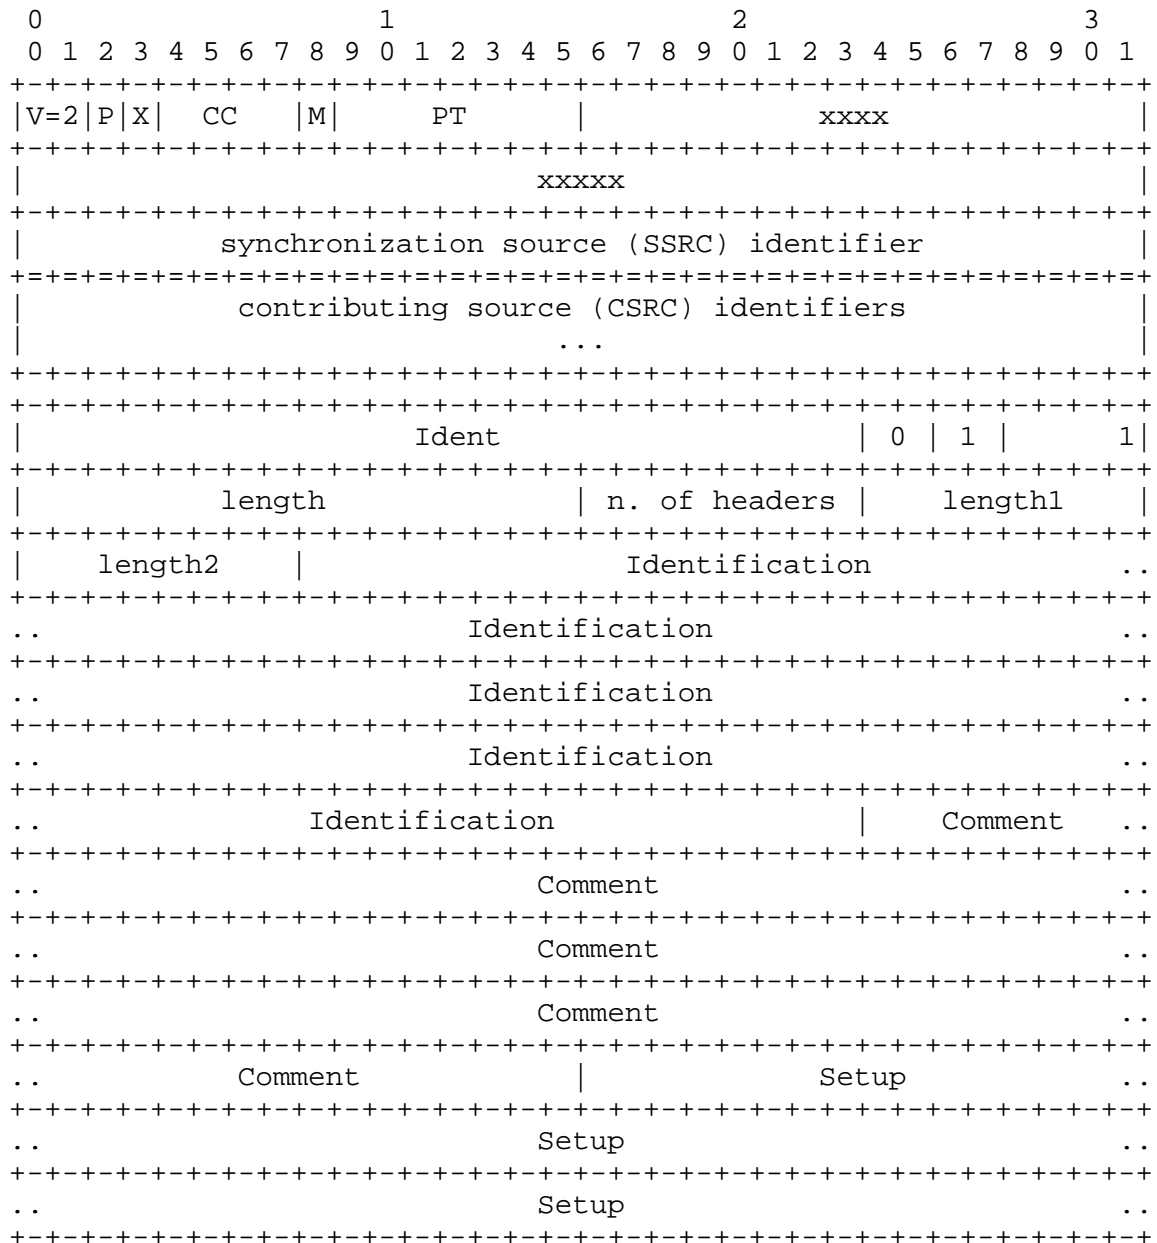 0                   1                   2                   3
 0 1 2 3 4 5 6 7 8 9 0 1 2 3 4 5 6 7 8 9 0 1 2 3 4 5 6 7 8 9 0 1
+-+-+-+-+-+-+-+-+-+-+-+-+-+-+-+-+-+-+-+-+-+-+-+-+-+-+-+-+-+-+-+-+
|V=2|P|X|  CC   |M|     PT      |             xxxx              |
+-+-+-+-+-+-+-+-+-+-+-+-+-+-+-+-+-+-+-+-+-+-+-+-+-+-+-+-+-+-+-+-+
|                             xxxxx                             |
+-+-+-+-+-+-+-+-+-+-+-+-+-+-+-+-+-+-+-+-+-+-+-+-+-+-+-+-+-+-+-+-+
|           synchronization source (SSRC) identifier            |
+=+=+=+=+=+=+=+=+=+=+=+=+=+=+=+=+=+=+=+=+=+=+=+=+=+=+=+=+=+=+=+=+
|            contributing source (CSRC) identifiers             |
|                              ...                              |
+-+-+-+-+-+-+-+-+-+-+-+-+-+-+-+-+-+-+-+-+-+-+-+-+-+-+-+-+-+-+-+-+
+-+-+-+-+-+-+-+-+-+-+-+-+-+-+-+-+-+-+-+-+-+-+-+-+-+-+-+-+-+-+-+-+
|                      Ident                    | 0 | 1 |      1|
+-+-+-+-+-+-+-+-+-+-+-+-+-+-+-+-+-+-+-+-+-+-+-+-+-+-+-+-+-+-+-+-+
|           length              | n. of headers |    length1    |
+-+-+-+-+-+-+-+-+-+-+-+-+-+-+-+-+-+-+-+-+-+-+-+-+-+-+-+-+-+-+-+-+
|    length2    |                  Identification              ..
+-+-+-+-+-+-+-+-+-+-+-+-+-+-+-+-+-+-+-+-+-+-+-+-+-+-+-+-+-+-+-+-+
..                        Identification                       ..
+-+-+-+-+-+-+-+-+-+-+-+-+-+-+-+-+-+-+-+-+-+-+-+-+-+-+-+-+-+-+-+-+
..                        Identification                       ..
+-+-+-+-+-+-+-+-+-+-+-+-+-+-+-+-+-+-+-+-+-+-+-+-+-+-+-+-+-+-+-+-+
..                        Identification                       ..
+-+-+-+-+-+-+-+-+-+-+-+-+-+-+-+-+-+-+-+-+-+-+-+-+-+-+-+-+-+-+-+-+
..               Identification                 |    Comment   ..
+-+-+-+-+-+-+-+-+-+-+-+-+-+-+-+-+-+-+-+-+-+-+-+-+-+-+-+-+-+-+-+-+
..                            Comment                          ..
+-+-+-+-+-+-+-+-+-+-+-+-+-+-+-+-+-+-+-+-+-+-+-+-+-+-+-+-+-+-+-+-+
..                            Comment                          ..
+-+-+-+-+-+-+-+-+-+-+-+-+-+-+-+-+-+-+-+-+-+-+-+-+-+-+-+-+-+-+-+-+
..                            Comment                          ..
+-+-+-+-+-+-+-+-+-+-+-+-+-+-+-+-+-+-+-+-+-+-+-+-+-+-+-+-+-+-+-+-+
..           Comment            |             Setup            ..
+-+-+-+-+-+-+-+-+-+-+-+-+-+-+-+-+-+-+-+-+-+-+-+-+-+-+-+-+-+-+-+-+
..                            Setup                            ..
+-+-+-+-+-+-+-+-+-+-+-+-+-+-+-+-+-+-+-+-+-+-+-+-+-+-+-+-+-+-+-+-+
..                            Setup                            ..
+-+-+-+-+-+-+-+-+-+-+-+-+-+-+-+-+-+-+-+-+-+-+-+-+-+-+-+-+-+-+-+-+